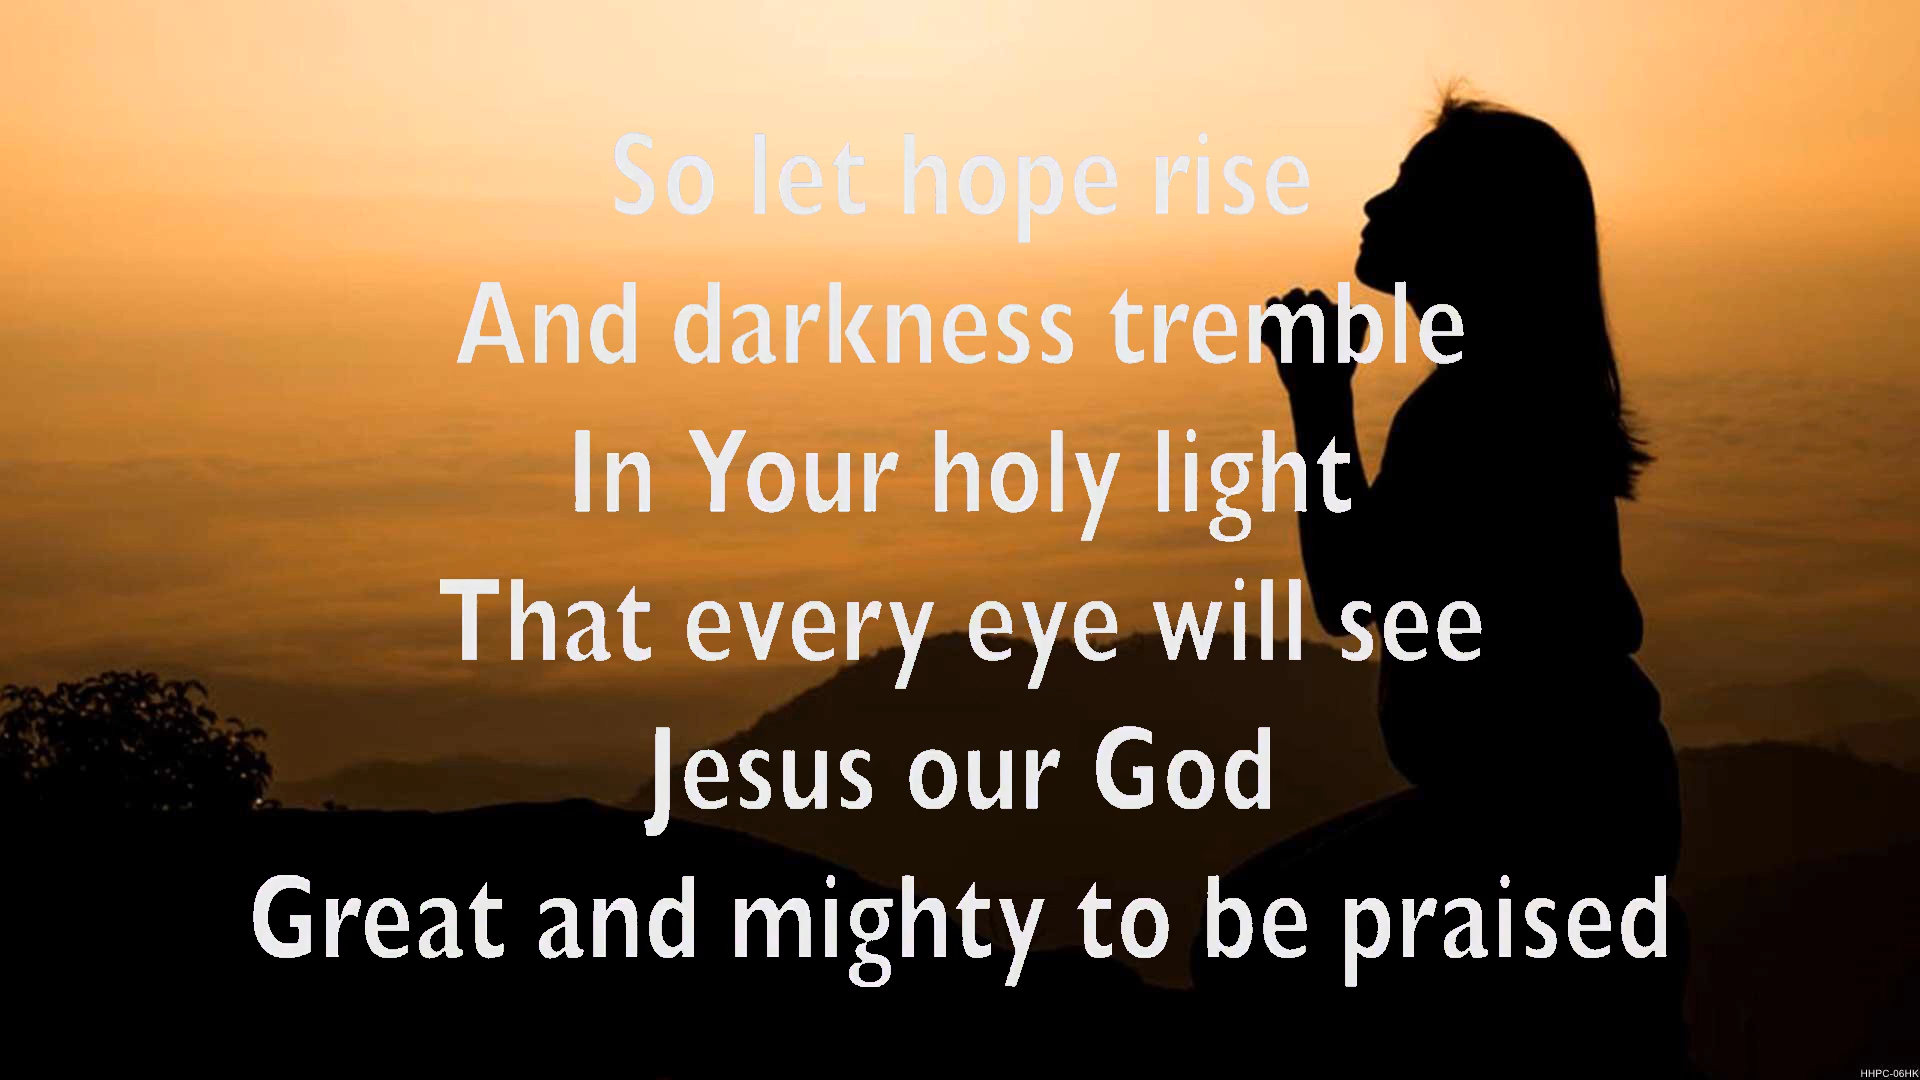 So let hope rise
And darkness tremble
In Your holy light
That every eye will see
Jesus our God
Great and mighty to be praised
HHPC-06HK